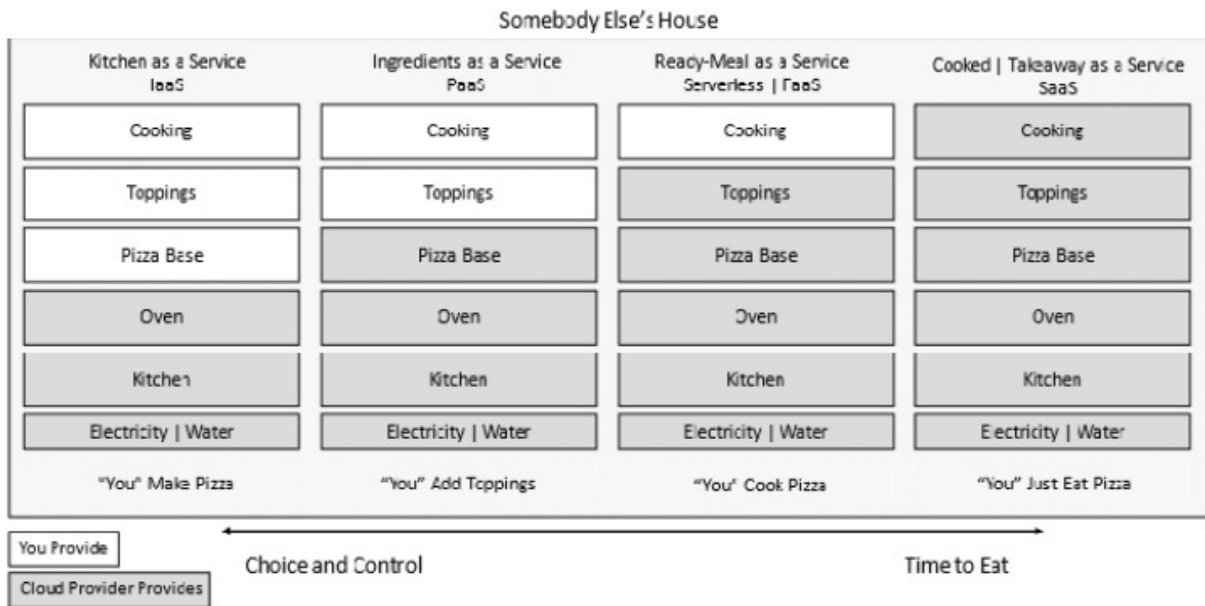 Somebody Else's House
Kitchen as a Service
IaaS
Cooking
Toppings
Pizza Base
Oven
Kitchen
Electricity | Water
"You" Make Pizza
Ingredients as a Service
PaaS
Cooking
Toppings
Pizza Base
Oven
Kitchen
Electricity | Water
"You" Add Toppings
Ready-Meal as a Service
Serverless | FaaS
Cooking
Toppings
Pizza Base
Oven
Kitchen
Electricity | Water
"You" Cook Pizza
Cooked | Takeaway as a Service
SaaS
Cooking
Toppings
Pizza Base
Oven
Kitchen
Electricity | Water
"You" Just Eat Pizza
You Provide
Cloud Provider Provides
Choice and Control
Time to Eat